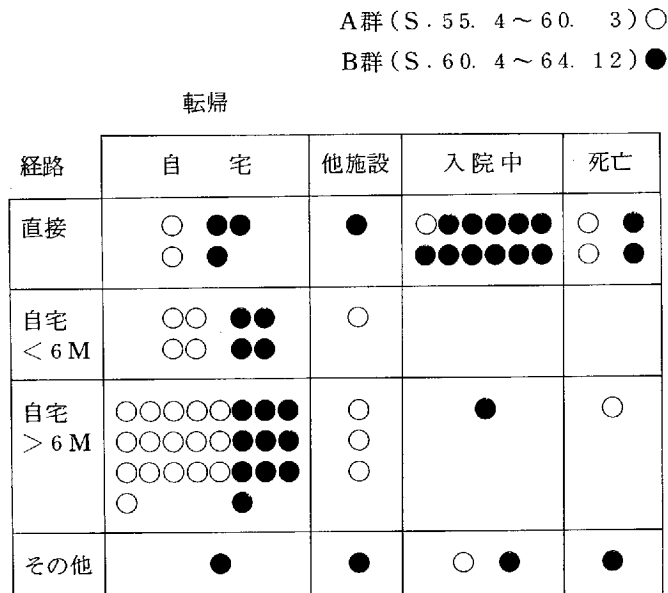 A群(S.55.4~60. 3)○
B群(S.60.4~64.12)●
転帰
経路 自宅 他施設 入院中 死亡
直接
自宅
<6M
自宅
>6M
その他